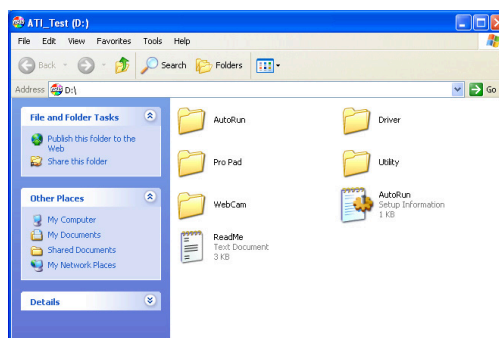 ATI_Test (D:)
File Edit View Favorites Tools Help
Back Search Folders
Address D:\ Go
File and Folder Tasks
Publish this folder to the
Web
Share this folder
Other Places
My Computer
My Documents
Shared Documents
My Network Places
Details
AutoRun
Driver
Pro Pad
Utility
WebCam
AutoRun
Setup Information
1 KB
ReadMe
Text Document
3 KB